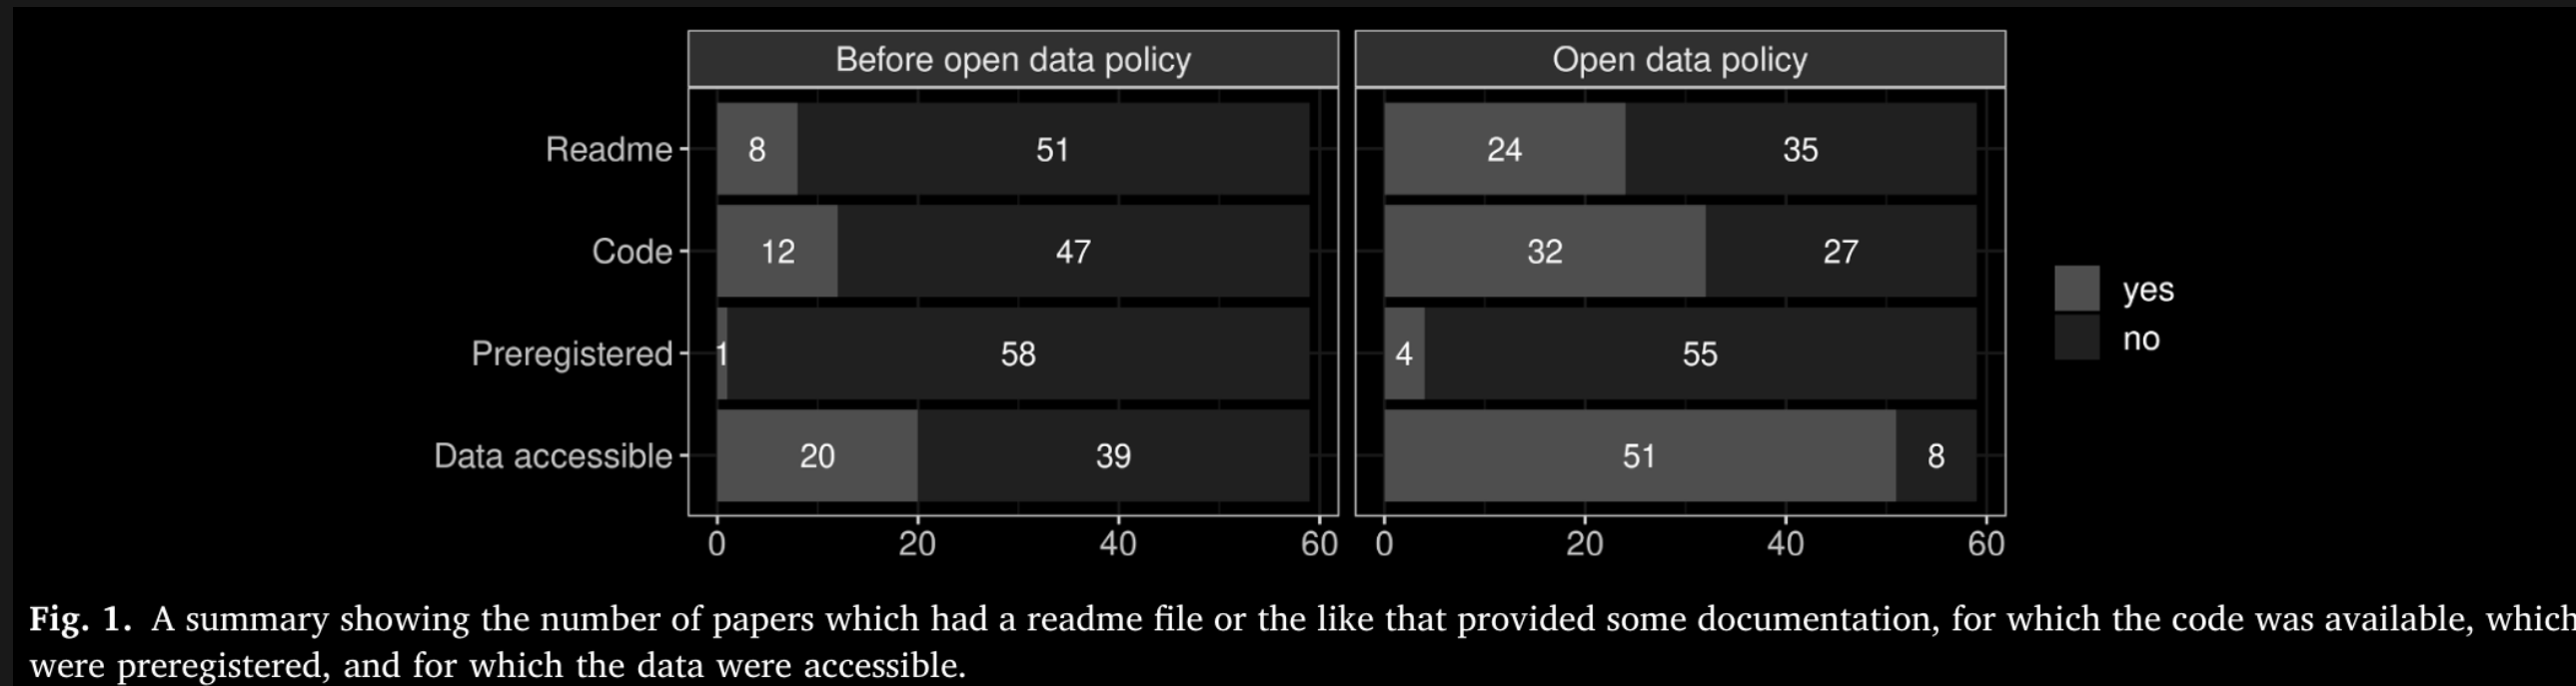 Before open data policy
Open data policy
Readme
8
51
24
35
Code
12
47
32
27
Preregistered
1
58
4
55
Data accessible
20
39
51
8
0
20
40
60
0
20
40
60
yes
no
Fig. 1. A summary showing the number of papers which had a readme file or the like that provided some documentation, for which the code was available, which
were preregistered, and for which the data were accessible.